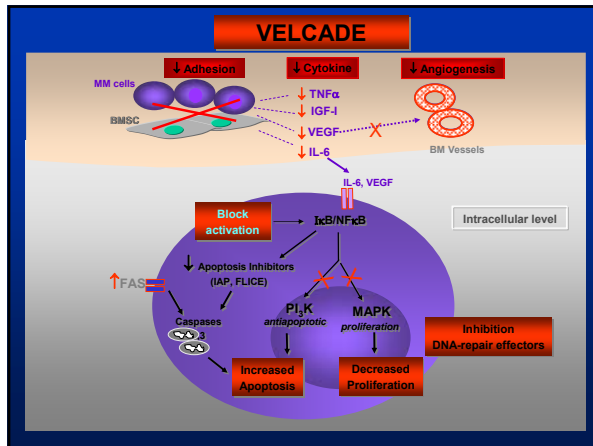 VELCADE
↓ Adhesion
↓ Cytokine
↓ Angiogenesis
MM cells
BMSC
↓ TNFα
↓ IGF-I
↓ VEGF
↓ IL-6
X
BM Vessels
IL-6, VEGF
Block
activation
IκB/NFκB
Intracellular level
↓ Apoptosis Inhibitors
(IAP, FLICE)
↑FAS
Caspases
,3
PI3K
antiapoptotic
MAPK
proliferation
Increased
Apoptosis
Decreased
Proliferation
Inhibition
DNA-repair effectors